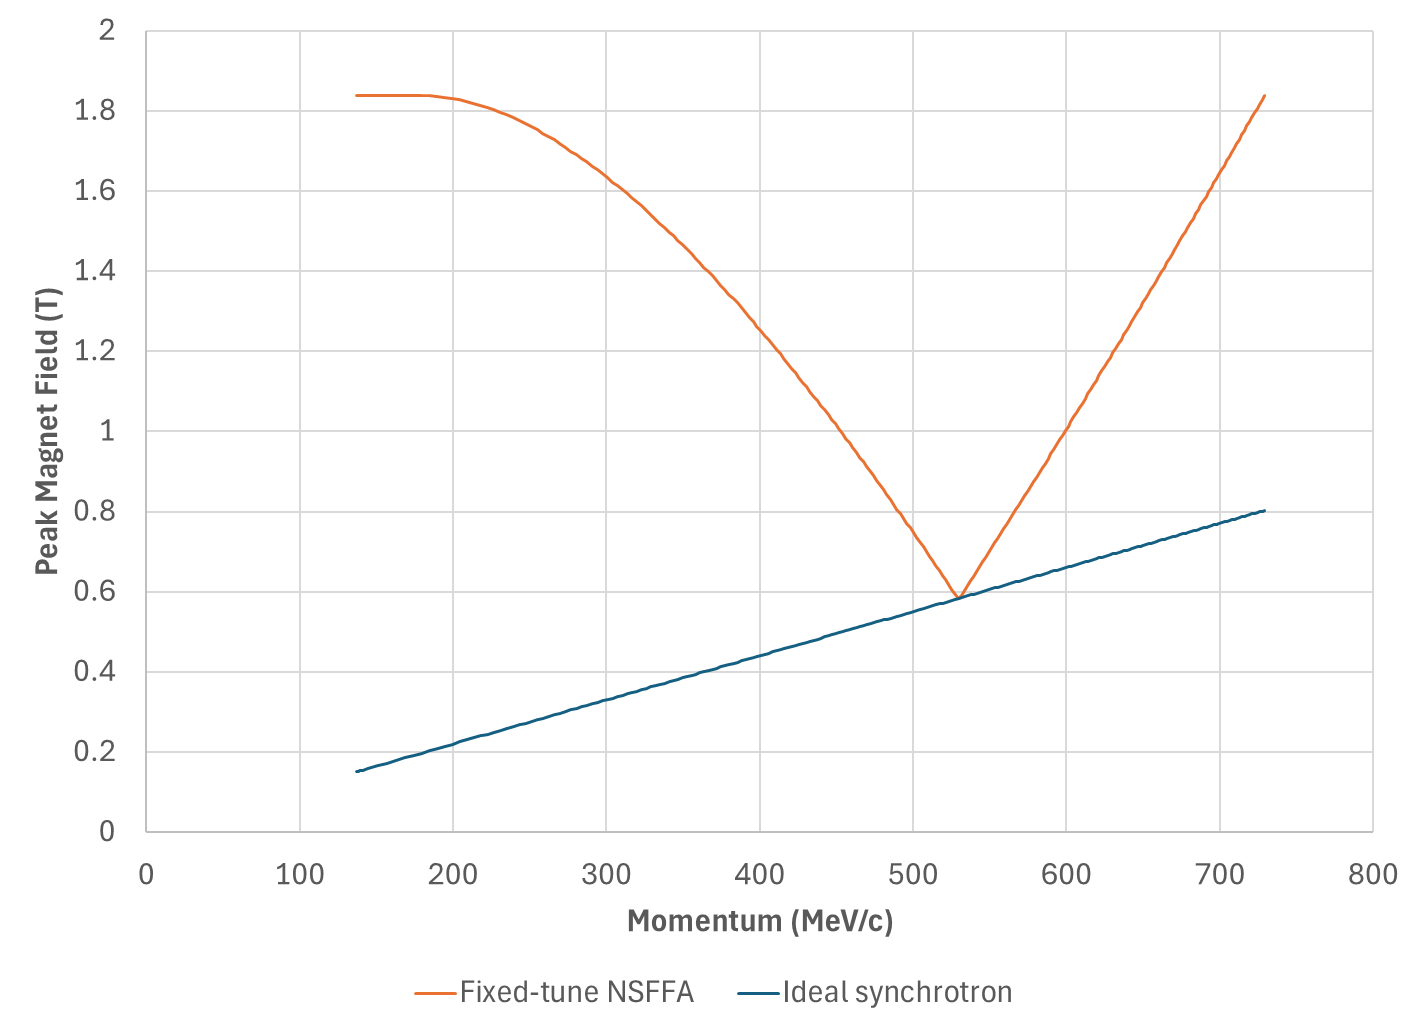 2
1.8
1.6
1.4
1.2
1
0.8
0.6
0.4
0.2
0
Peak Magnet Field (T)
0 100 200 300 400 500 600 700 800
Momentum (MeV/c)
Fixed-tune NSFFA Ideal synchrotron